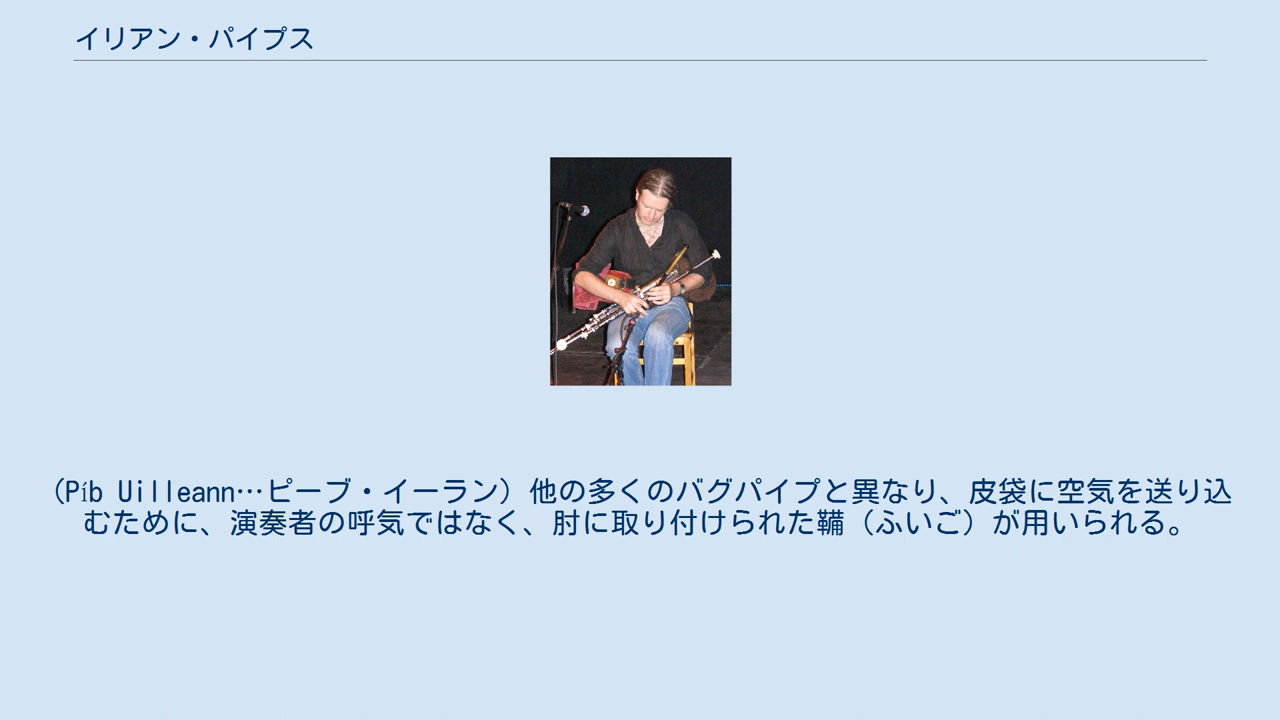 イリアン・パイプス
（Píb Uilleann…ピーブ・イーラン）他の多くのバグパイプと異なり、皮袋に空気を送り込
むために、演奏者の呼気ではなく、肘に取り付けられた鞴（ふいご）が用いられる。